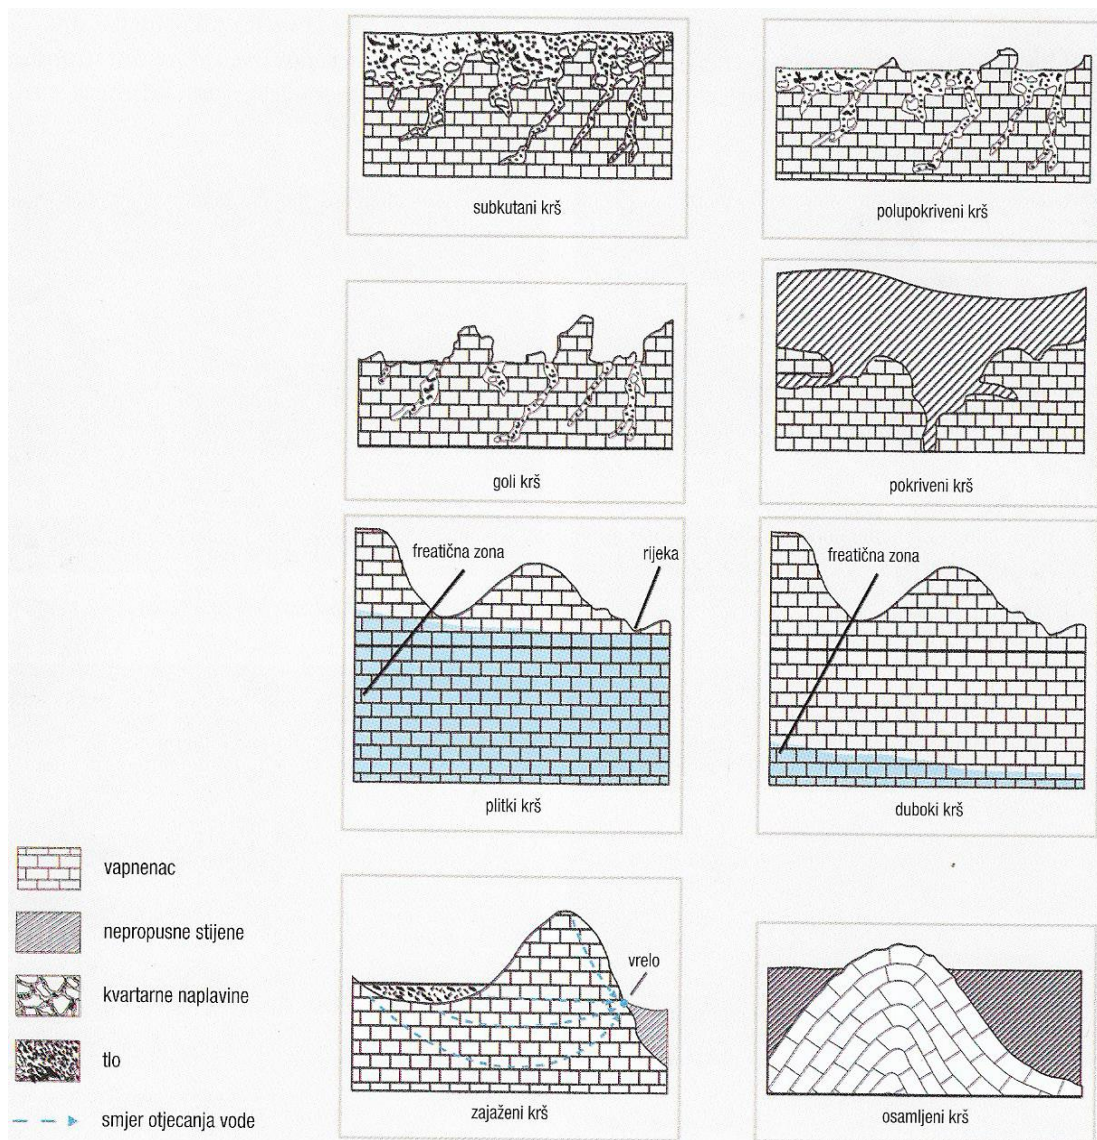 subkutani krš
polupokriveni krš
goli krš
pokriveni krš
freatična zona
rijeka
plitki krš
freatična zona
duboki krš
vapnenac
nepropusne stijene
kvartarne naplavine
tlo
smjer otjecanja vode
vrelo
zajaženi krš
osamljeni krš